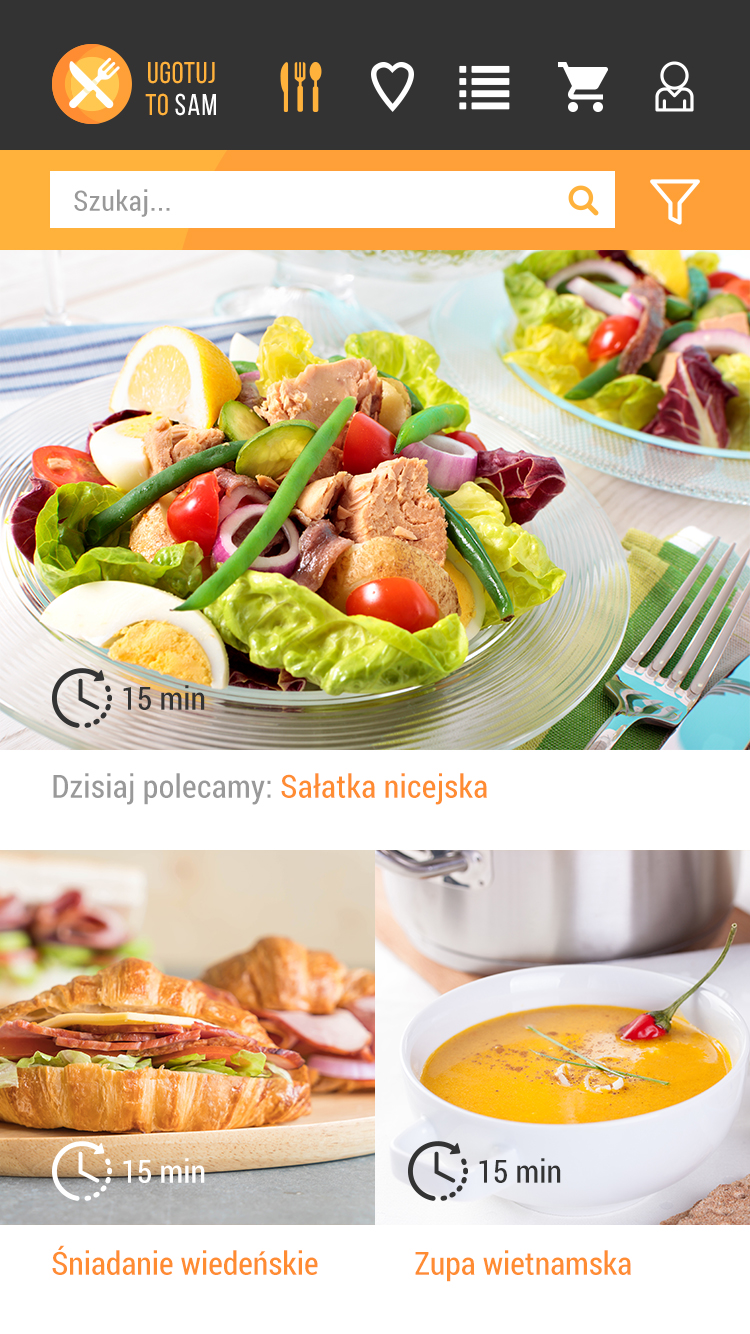 UGOTUJ
TO SAM
Szukaj...
15 min
Dzisiaj polecamy: Sałatka nicejska
15 min
15 min
Śniadanie wiedeńskie
Zupa wietnamska